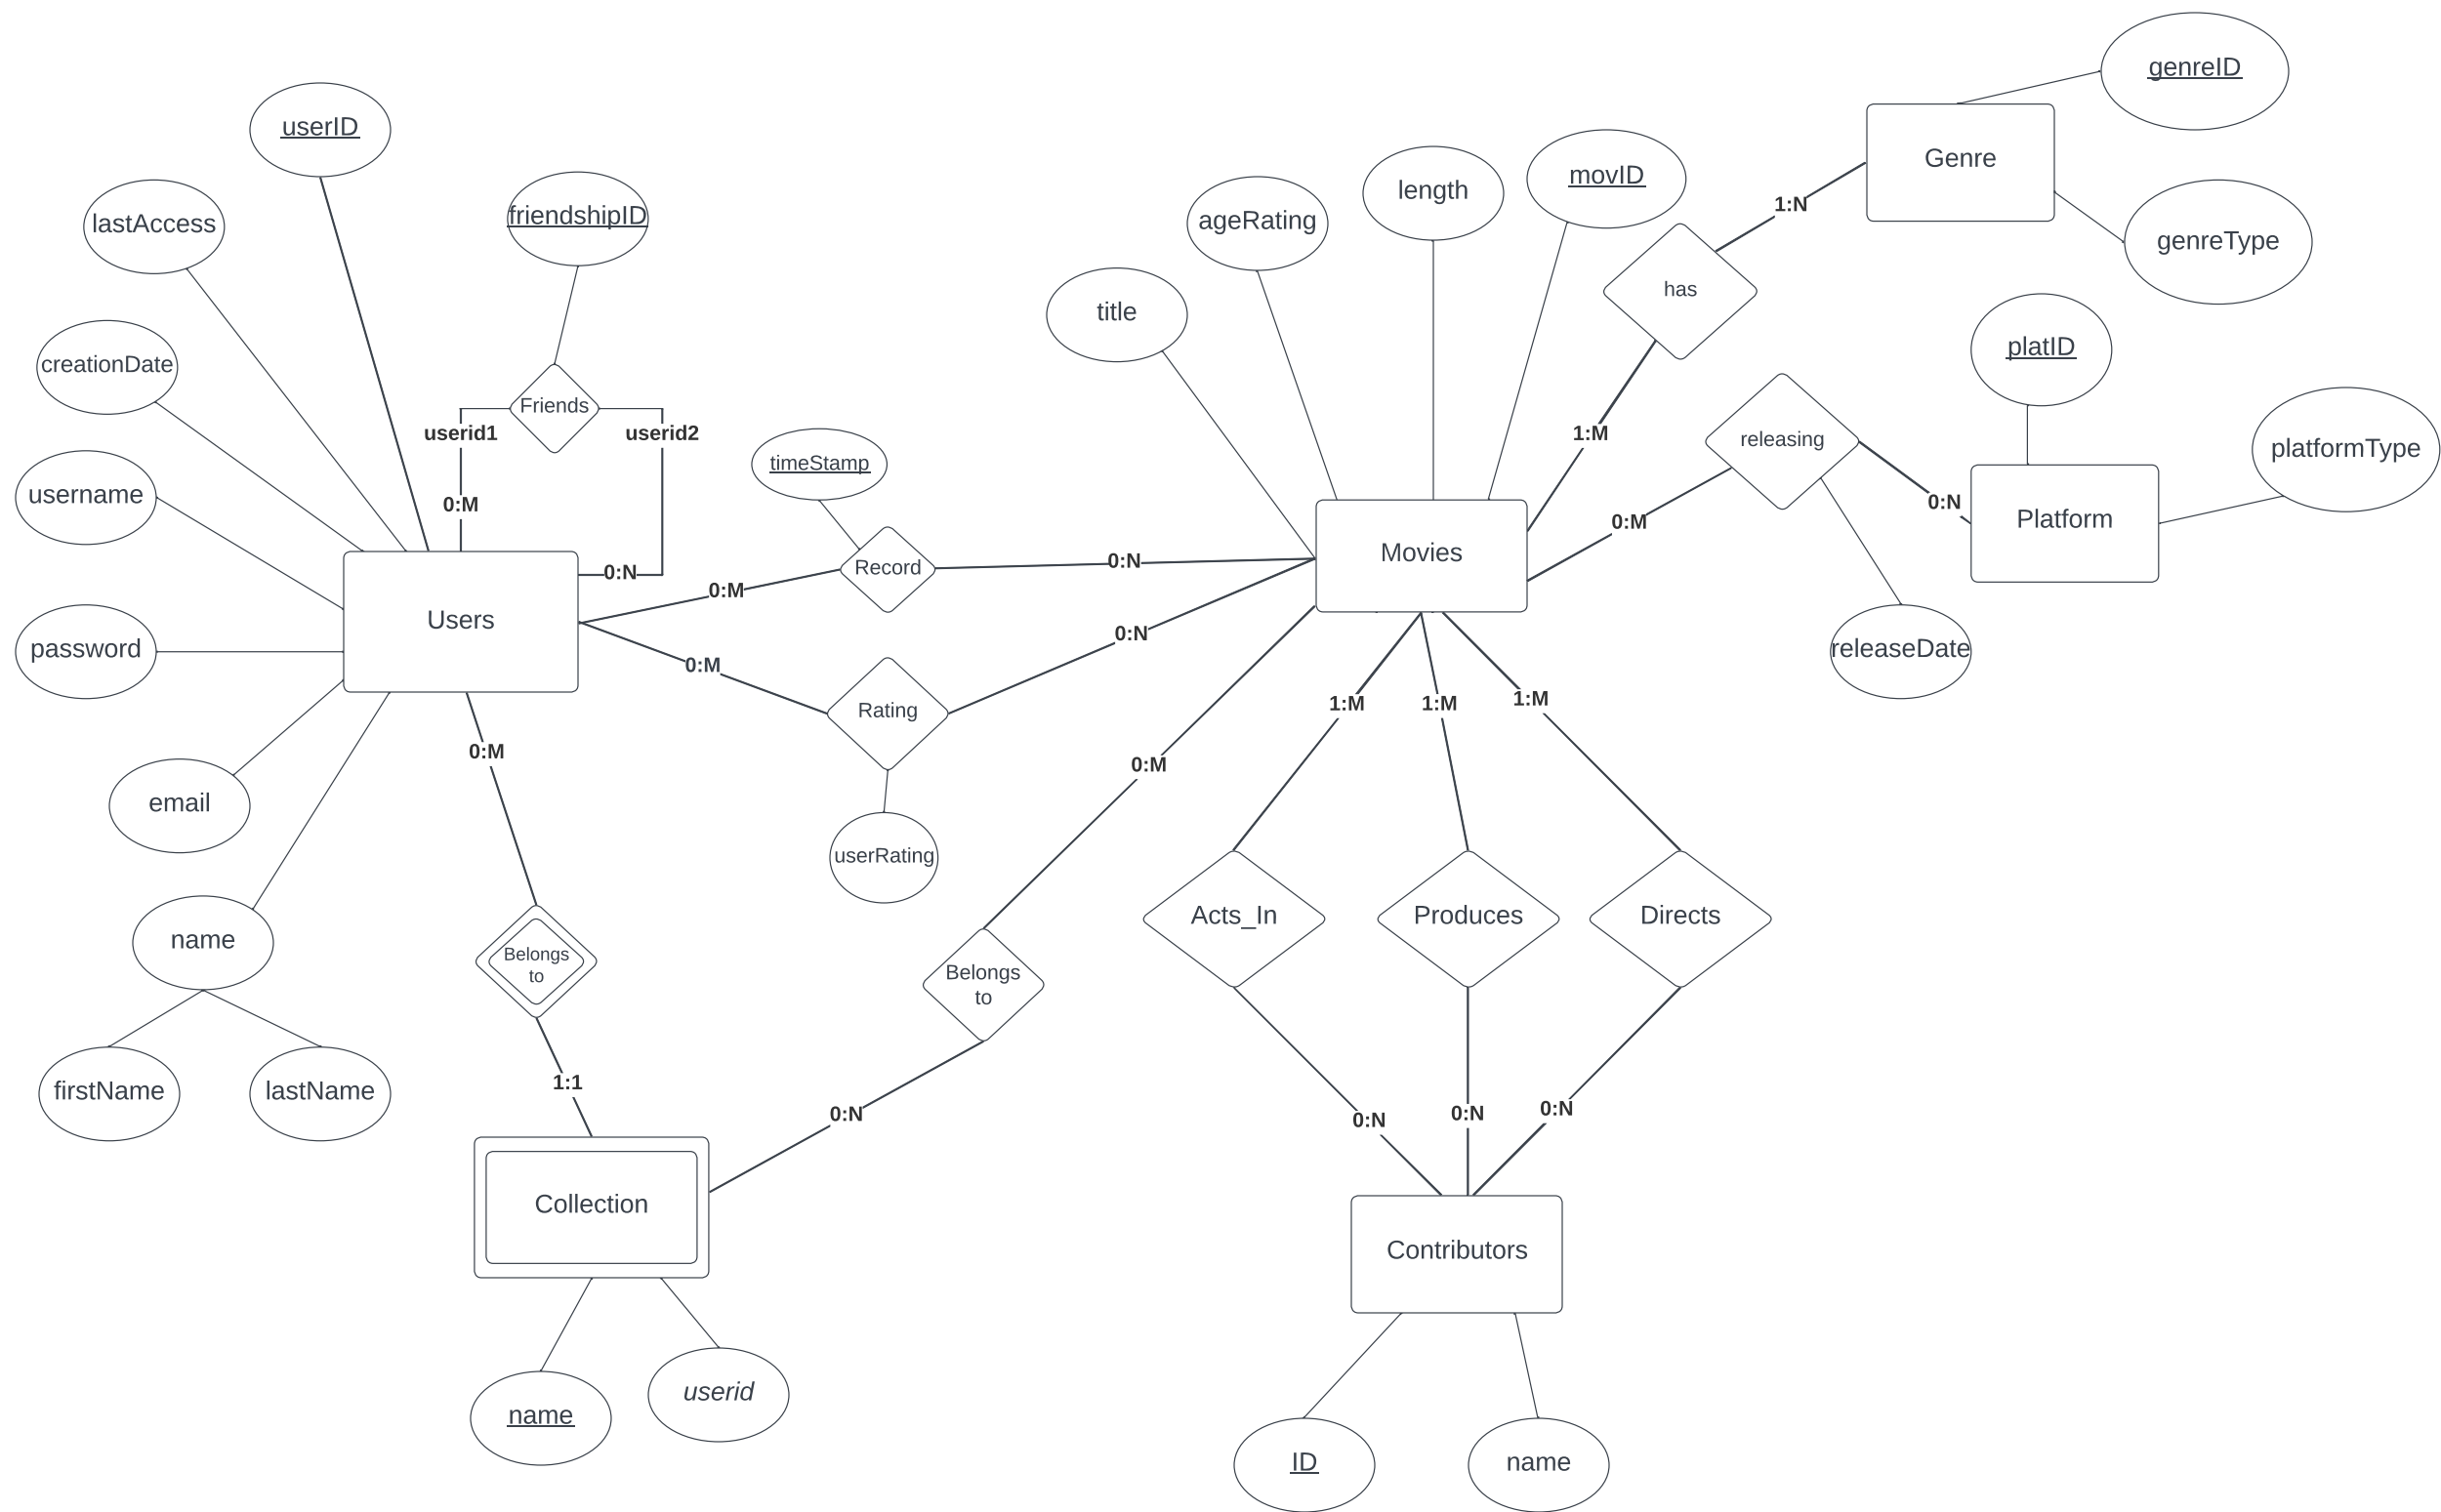 genreID
userID
Genre
movID
length
lastAccess
1:N
friendshipID
ageRating
genreType
has
title
platID
creationDate
Friends
userid1
userid2
1:M
releasing
platformType
timeStamp
username
0:M
0:N
Platform
0:M
Movies
0:N
0:N
Record
0:M
Users
0:N
password
releaseDate
0:M
1:M
1:M
1:M
Rating
0:M
0:M
email
userRating
Acts_In
Produces
Directs
name
Belongs
to
Belongs
to
1:1
firstName
lastName
0:N
0:N
0:N
0:N
Collection
Contributors
userid
name
ID
name